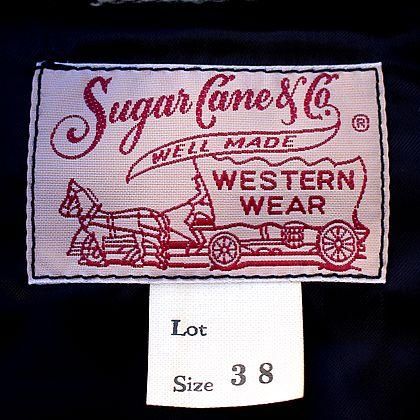 Sugar Cane & Co.
®
WELL MADE
WESTERN
WEAR
Lot
Size 38